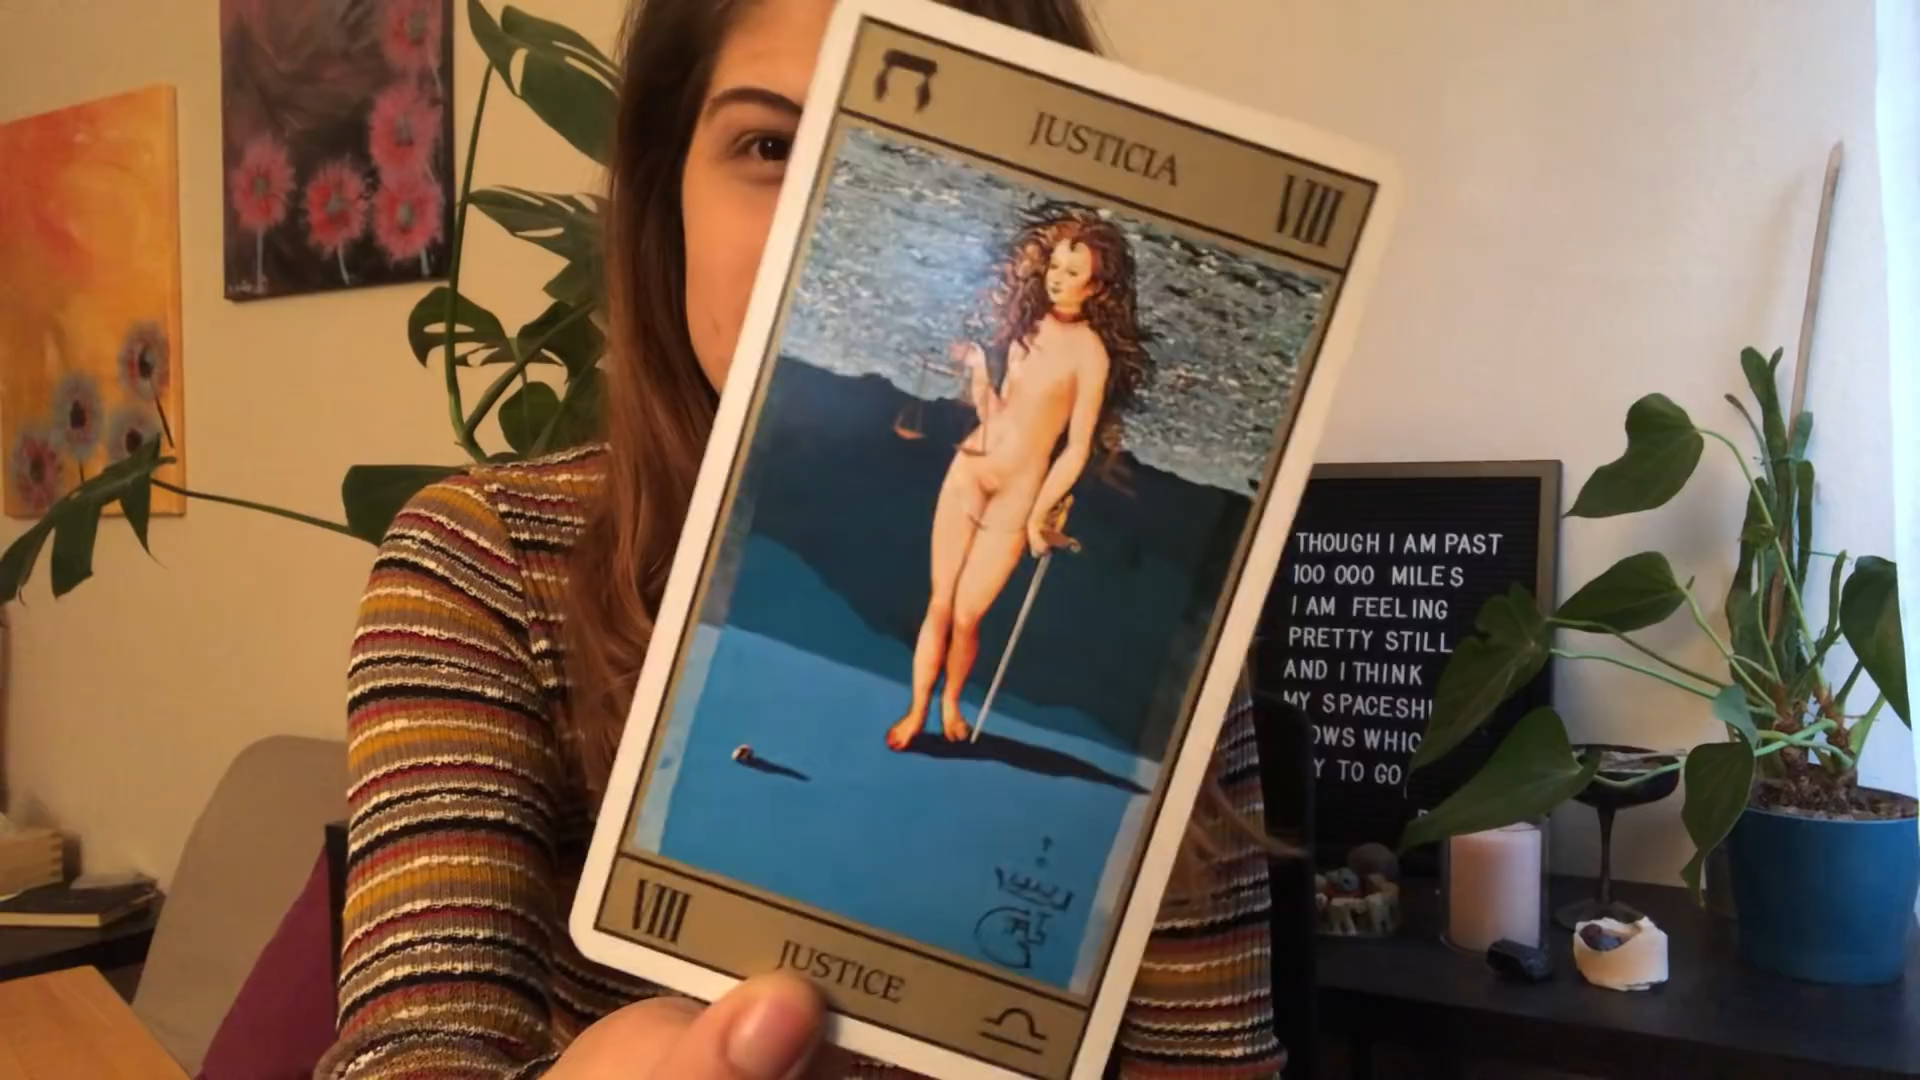 ח
JUSTICIA
VIII
VIII
JUSTICE
THOUGH I AM PAST
100 000 MILES
I AM FEELING
PRETTY STILL
AND I THINK
MY SPACESHI
OWS WHIC
Y TO GO